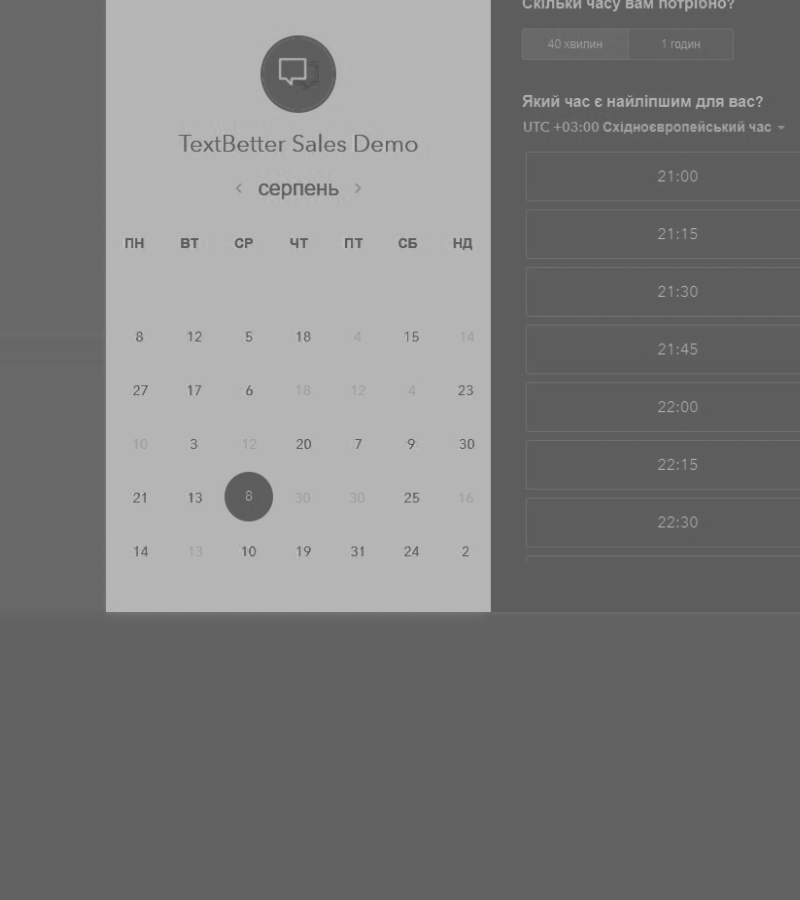 TextBetter Sales Demo
серпень
ПН ВТ СР ЧТ ПТ СБ НД
8 12 5 18 4 15 14
27 17 6 18 12 4 23
10 3 12 20 7 9 30
21 13 8 30 30 25 16
14 13 10 19 31 24 2
Скільки часу вам потрібно?
40 хвилин 1 годин
Який час є найліпшим для вас?
UTC +03:00 Східноєвропейський час
21:00
21:15
21:30
21:45
22:00
22:15
22:30